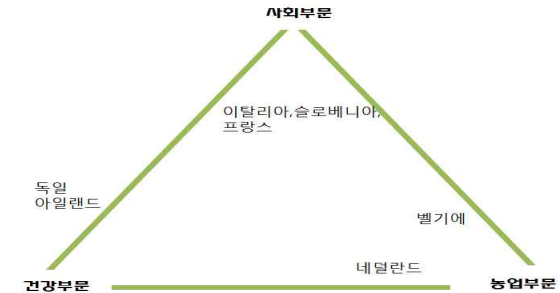 사회부문
이탈리아,슬로베니아,
프랑스
독일
아일랜드
벨기에
네덜란드
건강부문
농업부문